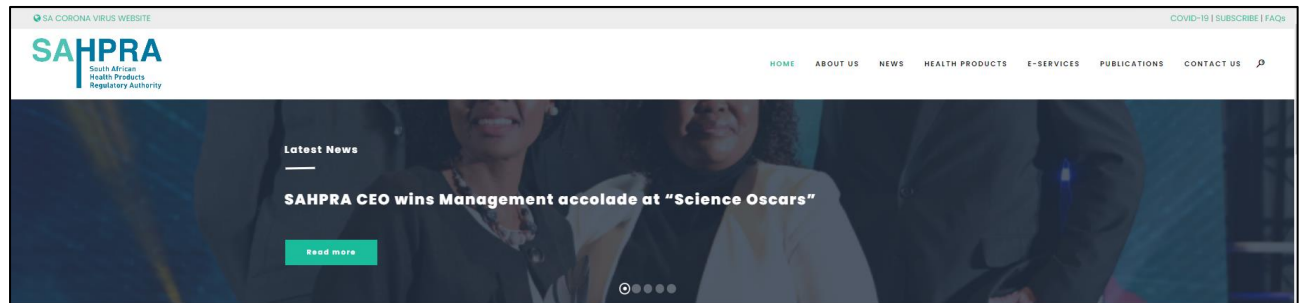 SA CORONA VIRUS WEBSITE
COVID-19 | SUBSCRIBE | FAQs
SAHPRA
South African
Health Products
Regulatory Authority
HOME ABOUT US NEWS HEALTH PRODUCTS E-SERVICES PUBLICATIONS CONTACT US
Latest News
SAHPRA CEO wins Management accolade at “Science Oscars”
Read more